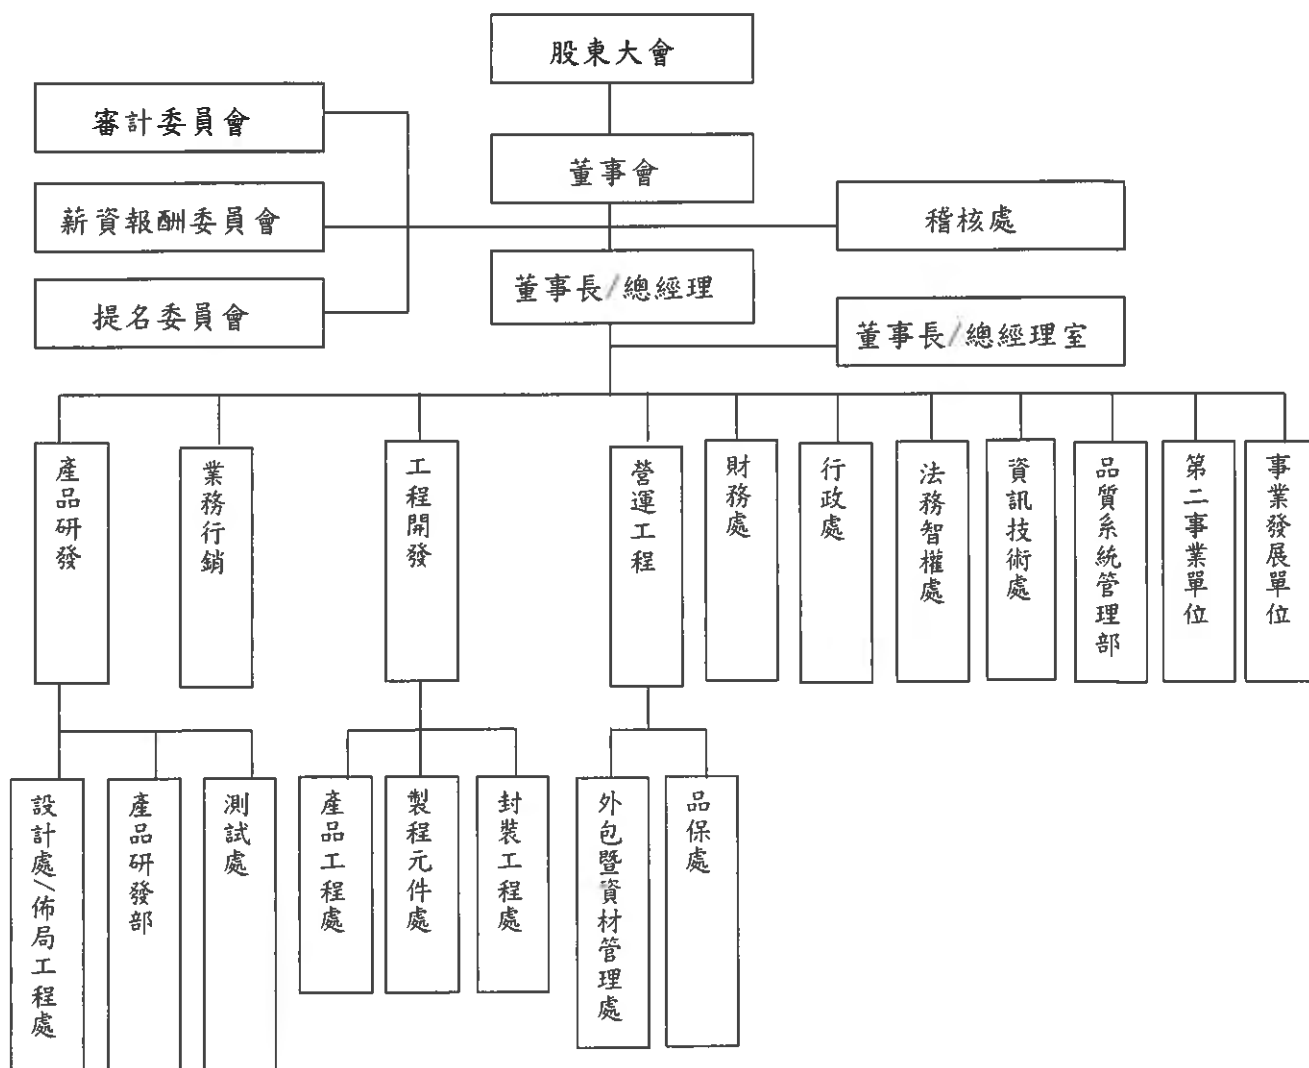 股東大會
審計委員會
董事會
薪資報酬委員會
稽核處
董事長/總經理
提名委員會
董事長/總經理室
產品研發
業務行銷
工程開發
營運工程
財務處
行政處
法務智權處
資訊技術處
品質系統管理部
第二事業單位
事業發展單位
設計處/佈局工程處
產品研發部
測試處
產品工程處
製程元件處
封裝工程處
外包暨資材管理處
品保處